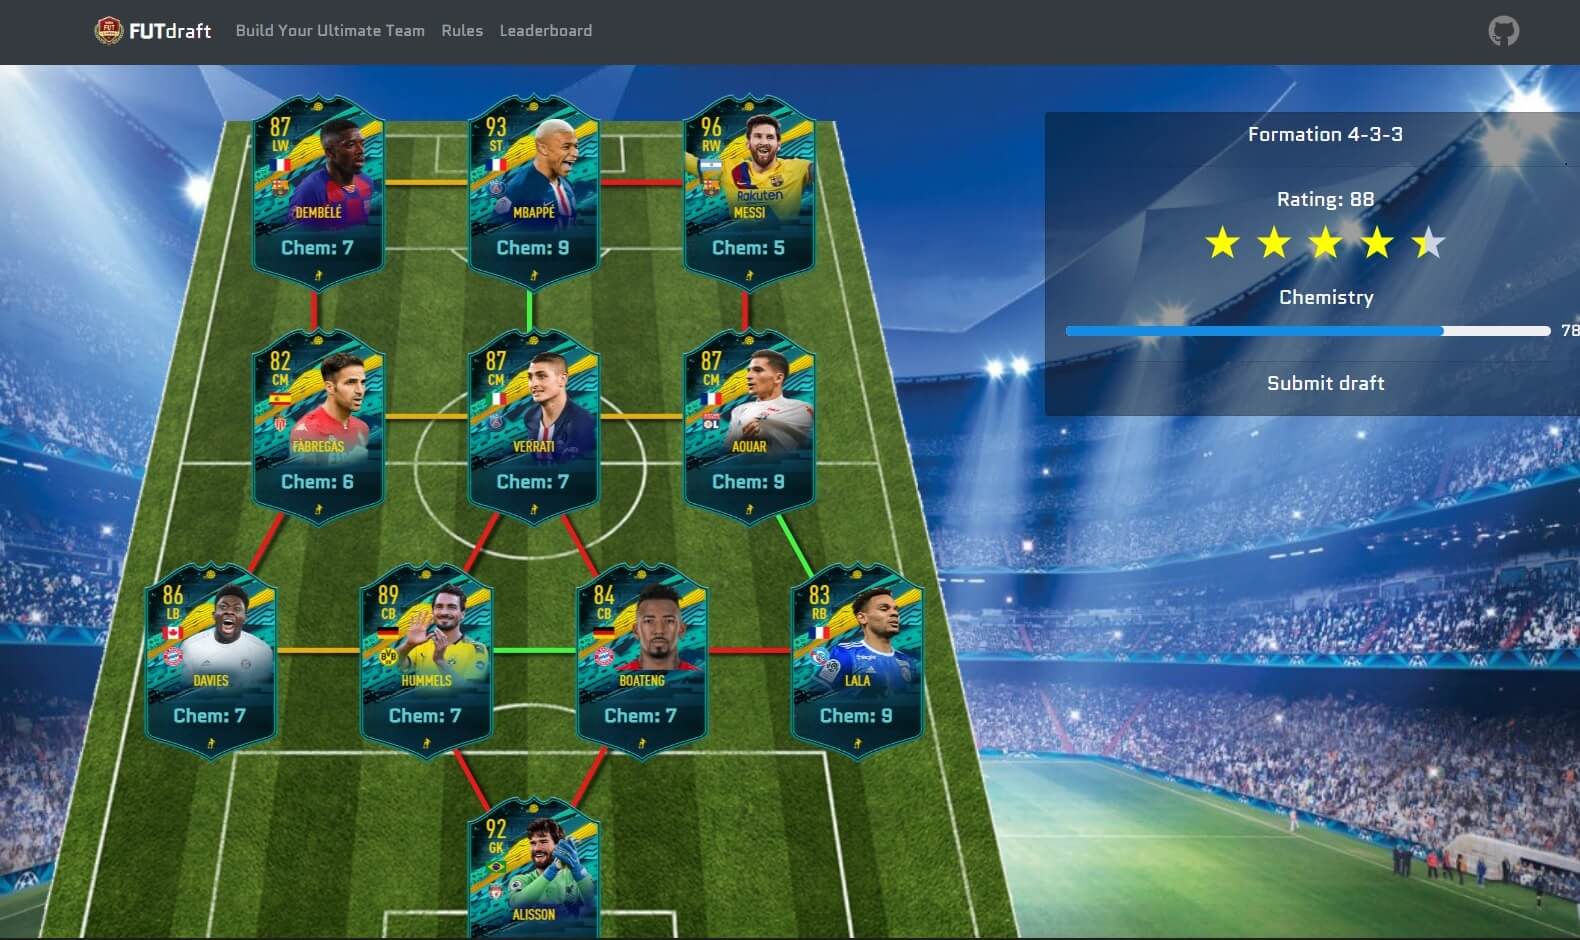 FUTdraft Build Your Ultimate Team Rules Leaderboard
87
LW
DEMBÉLÉ
Chem: 7
93
ST
MBAPPÉ
Chem: 9
96
RW
Rakuten
MESSI
Chem: 5
Formation 4-3-3
Rating: 88
Chemistry
78
Submit draft
82
CM
FÀBREGAS
Chem: 6
87
CM
VERRATI
Chem: 7
87
CM
OL
AOUAR
Chem: 9
86
LB
DAVIES
Chem: 7
89
CB
BVB
HUMMELS
Chem: 7
84
CB
BOATENG
Chem: 7
83
RB
LALA
Chem: 9
92
GK
ALISSON